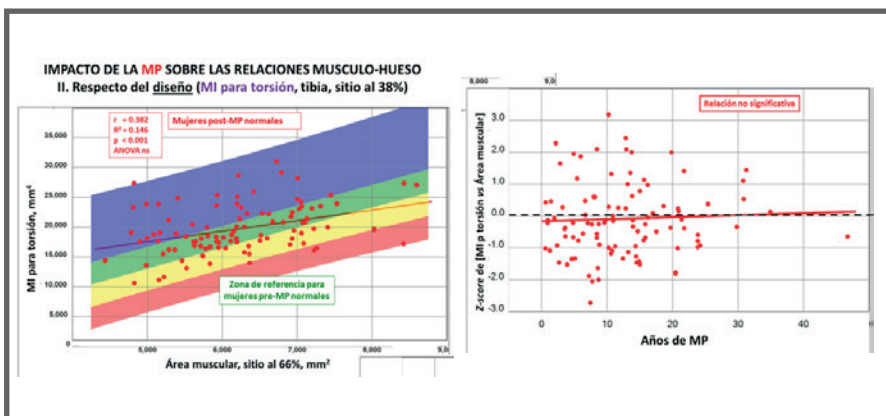 IMPACTO DE LA MP SOBRE LAS RELACIONES MUSCULO-HUESO
II. Respecto del diseño (MI para torsión, tibia, sitio al 38%)
r = 0.382
R² = 0.146
p < 0.001
ANOVA ns
Mujeres post-MP normales
MI para torsión, mm⁴
35,000
30,000
25,000
20,000
15,000
10,000
5,000
Zona de referencia para
mujeres pre-MP normales
5,000 6,000 7,000 8,000 9,0
Área muscular, sitio al 66%, mm²
9,0
Relación no significativa
Z-score de [MI p torsión vs Área muscular]
3.0
2.0
1.0
0.0
-1.0
-2.0
3.0
0 10 20 30 40
Años de MP